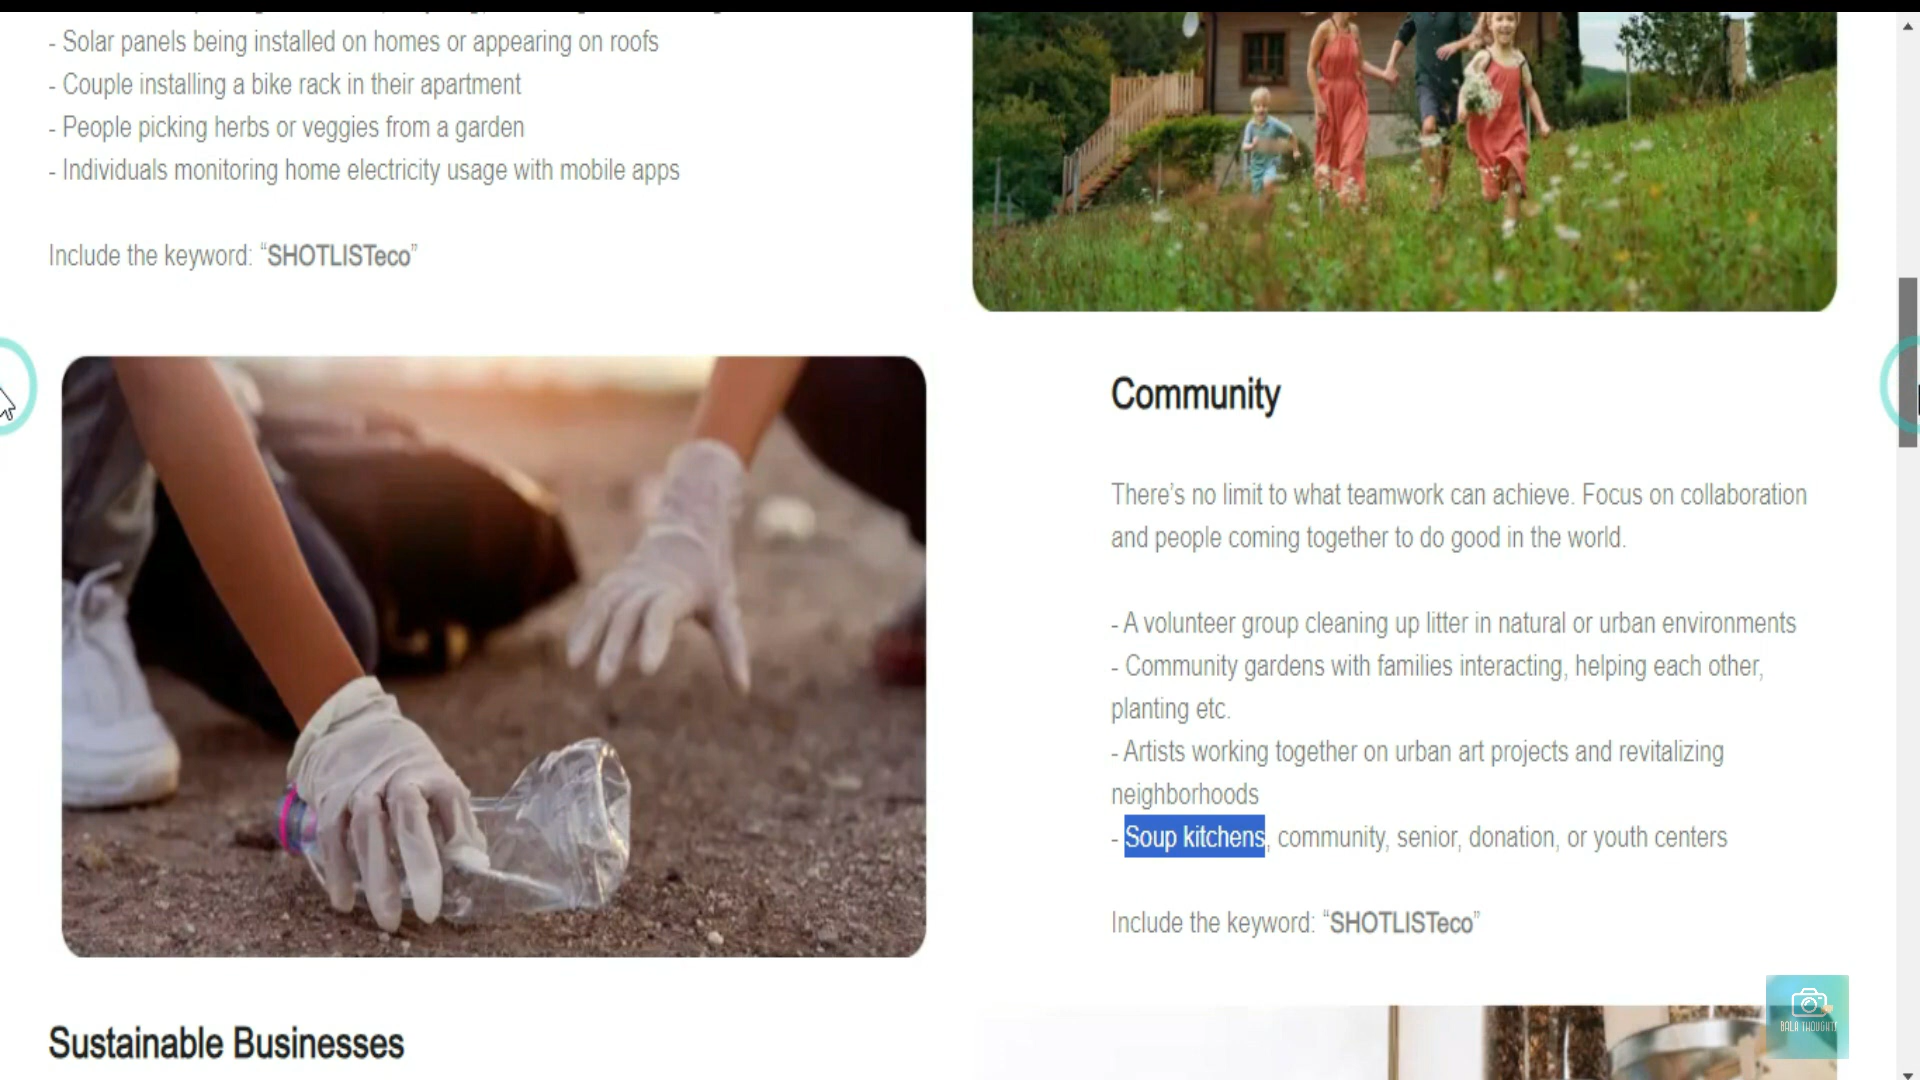 - Solar panels being installed on homes or appearing on roofs
- Couple installing a bike rack in their apartment
- People picking herbs or veggies from a garden
- Individuals monitoring home electricity usage with mobile apps
Include the keyword: “SHOTLISTeco”
Community
There’s no limit to what teamwork can achieve. Focus on collaboration
and people coming together to do good in the world.
- A volunteer group cleaning up litter in natural or urban environments
- Community gardens with families interacting, helping each other,
planting etc.
- Artists working together on urban art projects and revitalizing
neighborhoods
- Soup kitchens, community, senior, donation, or youth centers
Include the keyword: “SHOTLISTeco”
Sustainable Businesses